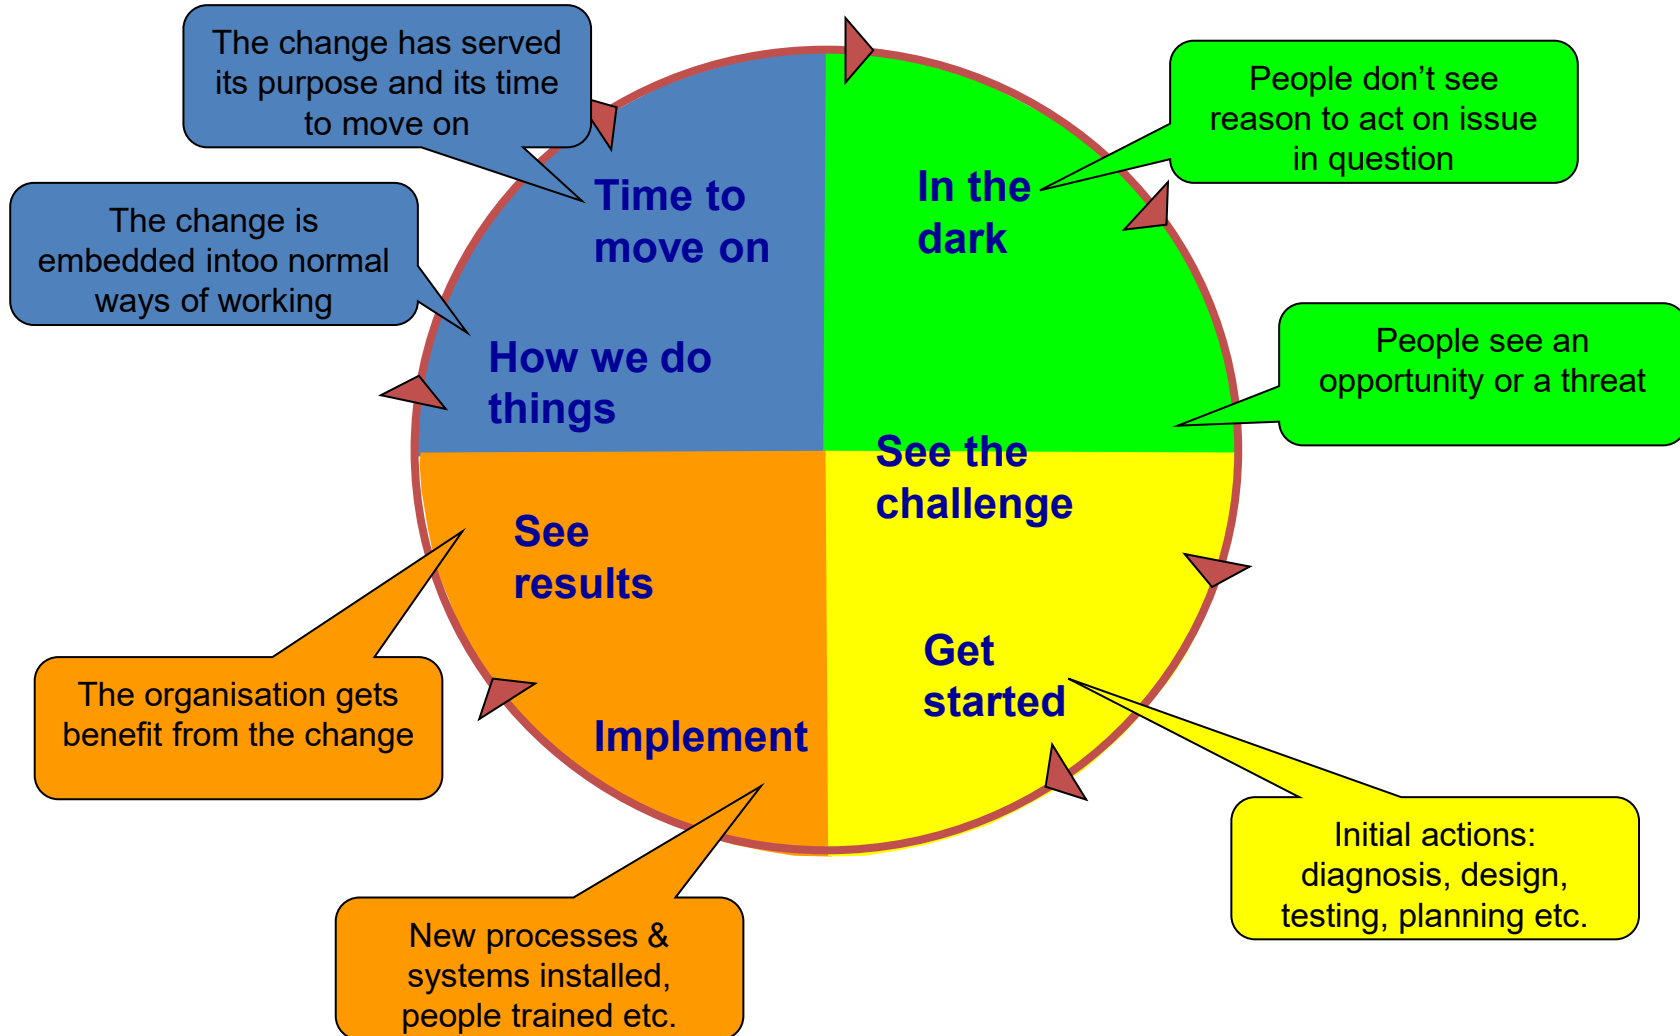 The change has served
its purpose and its time
to move on
People don’t see
reason to act on issue
in question
In the
dark
Time to
move on
The change is
embedded intoo normal
ways of working
People see an
opportunity or a threat
How we do
things
See the
challenge
See
results
Get
started
The organisation gets
benefit from the change
Implement
Initial actions:
diagnosis, design,
testing, planning etc.
New processes &
systems installed,
people trained etc.